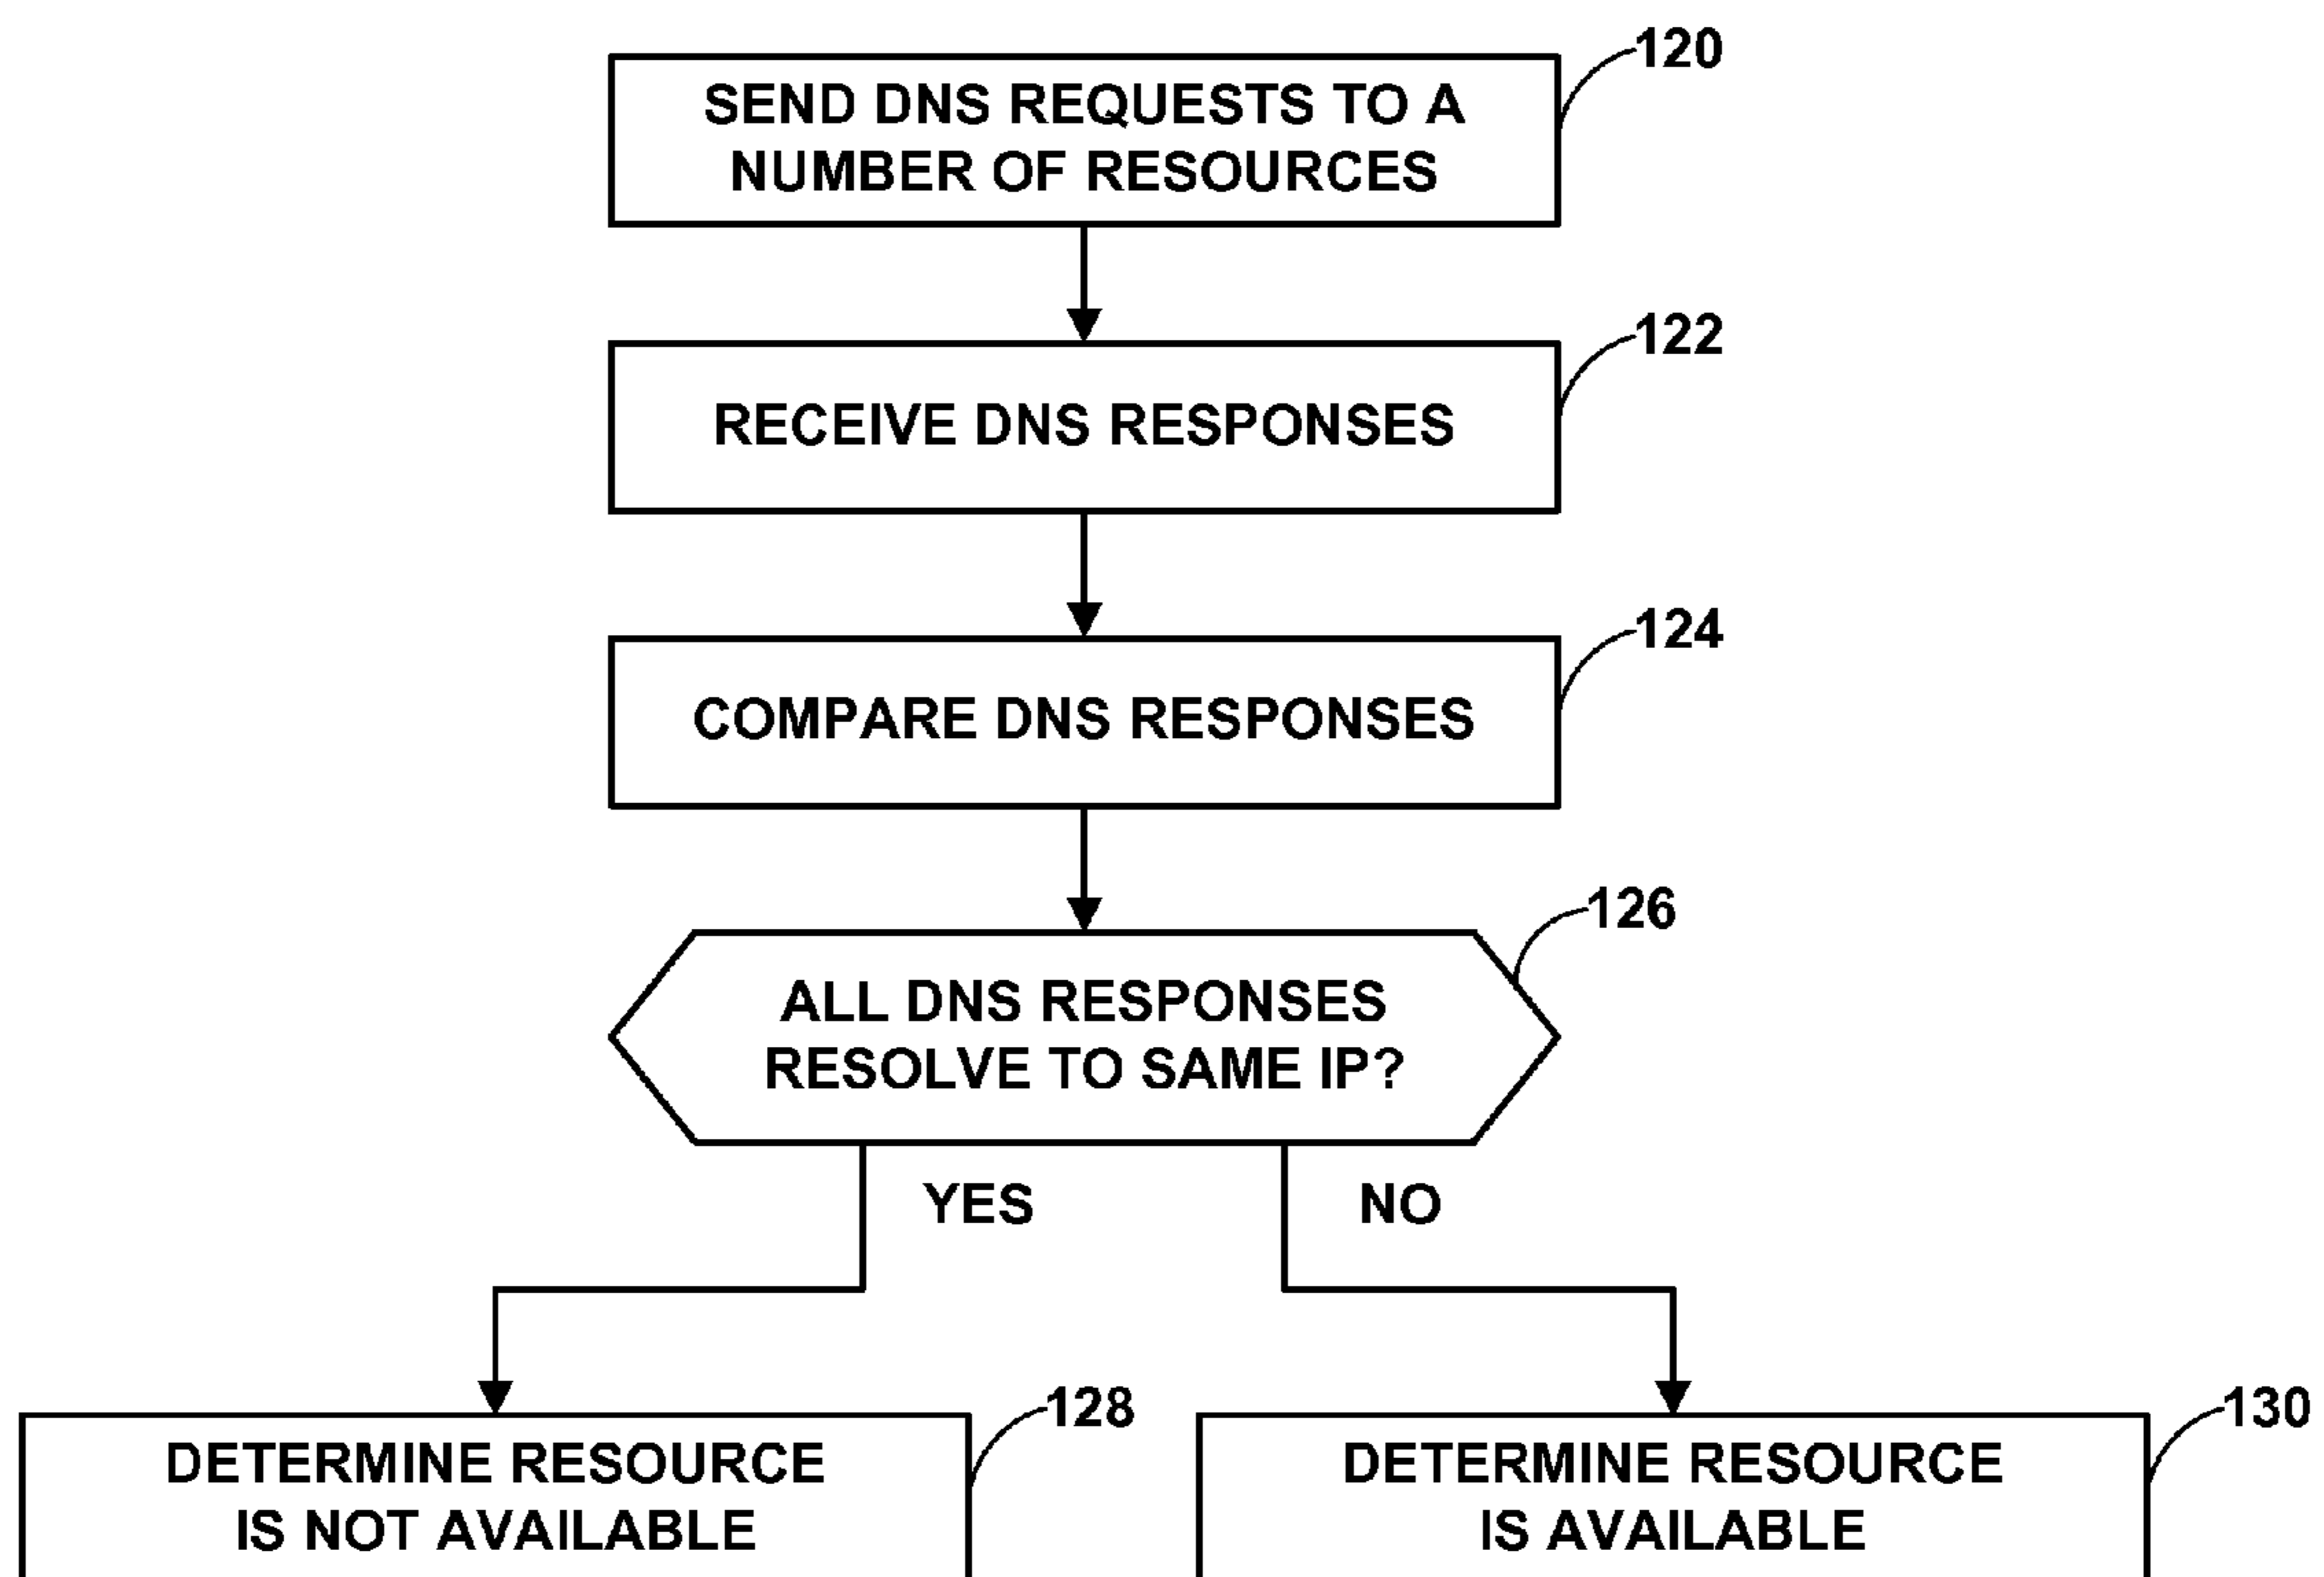 120
SEND DNS REQUESTS TO A
NUMBER OF RESOURCES
122
RECEIVE DNS RESPONSES
124
COMPARE DNS RESPONSES
126
ALL DNS RESPONSES
RESOLVE TO SAME IP?
YES
NO
128
DETERMINE RESOURCE
IS NOT AVAILABLE
130
DETERMINE RESOURCE
IS AVAILABLE